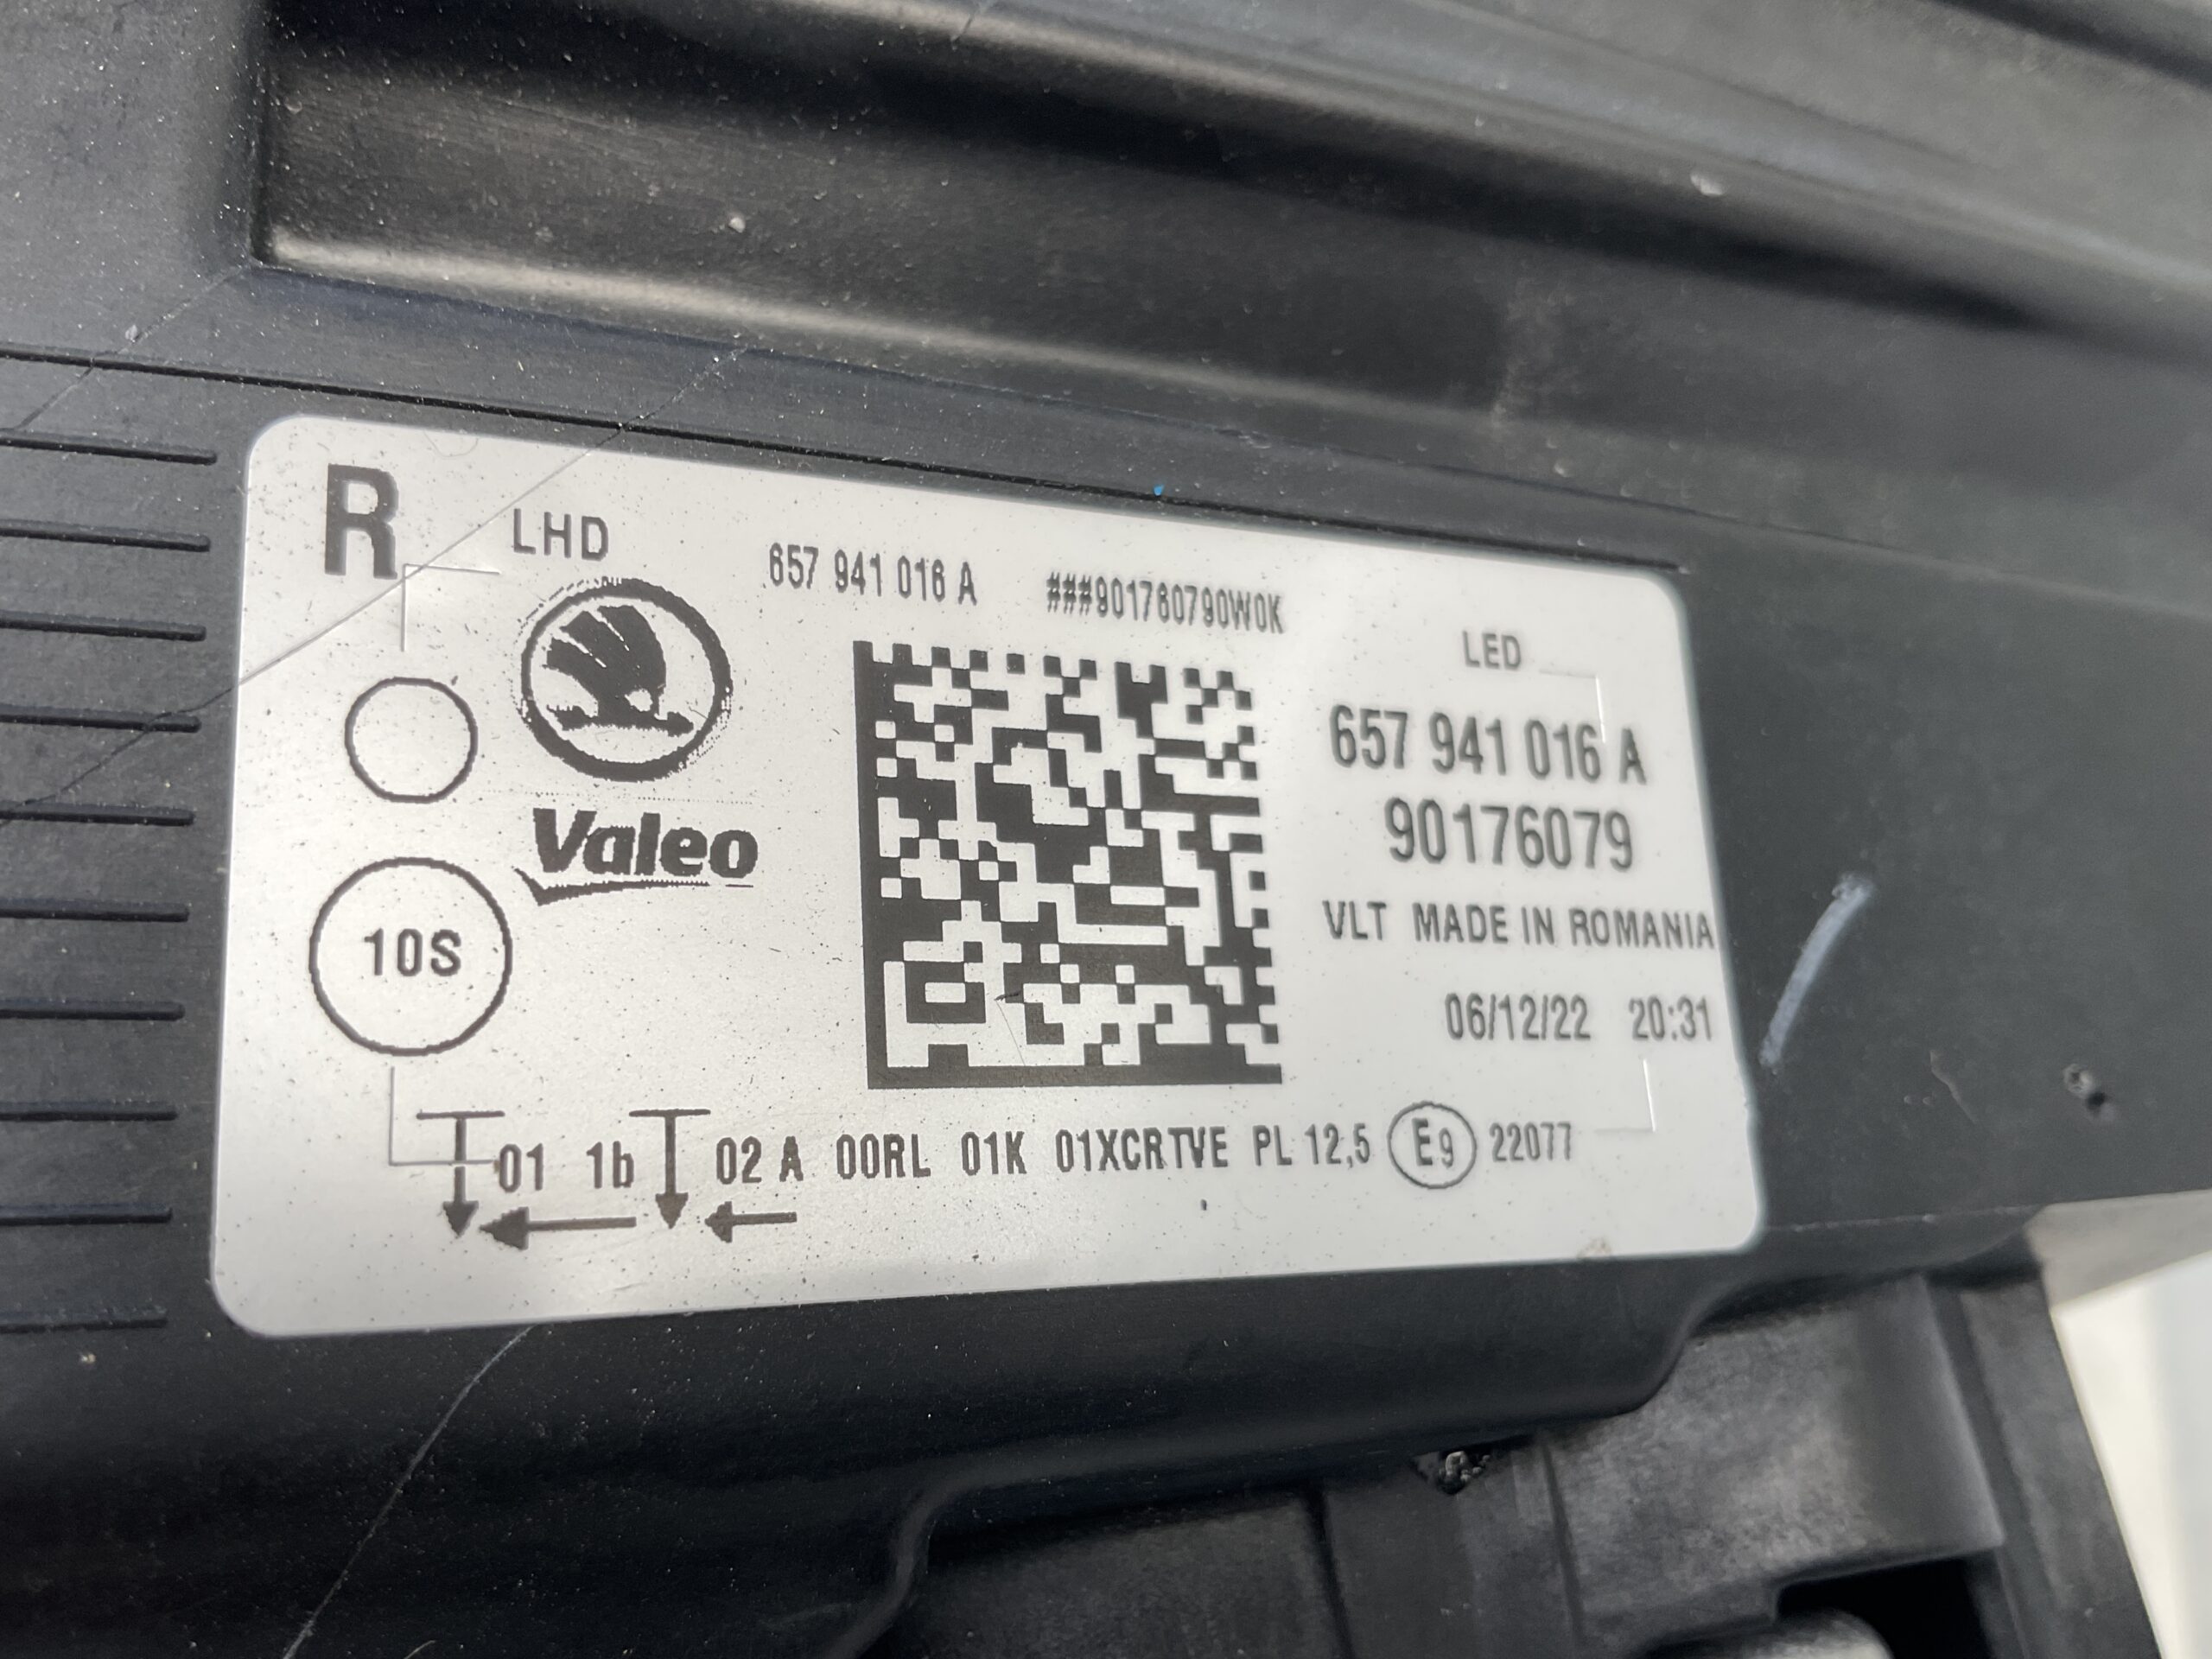 R
LHD
657 941 016 A ###901760790W0K
LED
Valeo
657 941 016 A
90176079
10S
VLT MADE IN ROMANIA
06/12/22 20:31
01 1b 02 A 00RL 01K 01XCRTVE PL 12,5 E9 22077